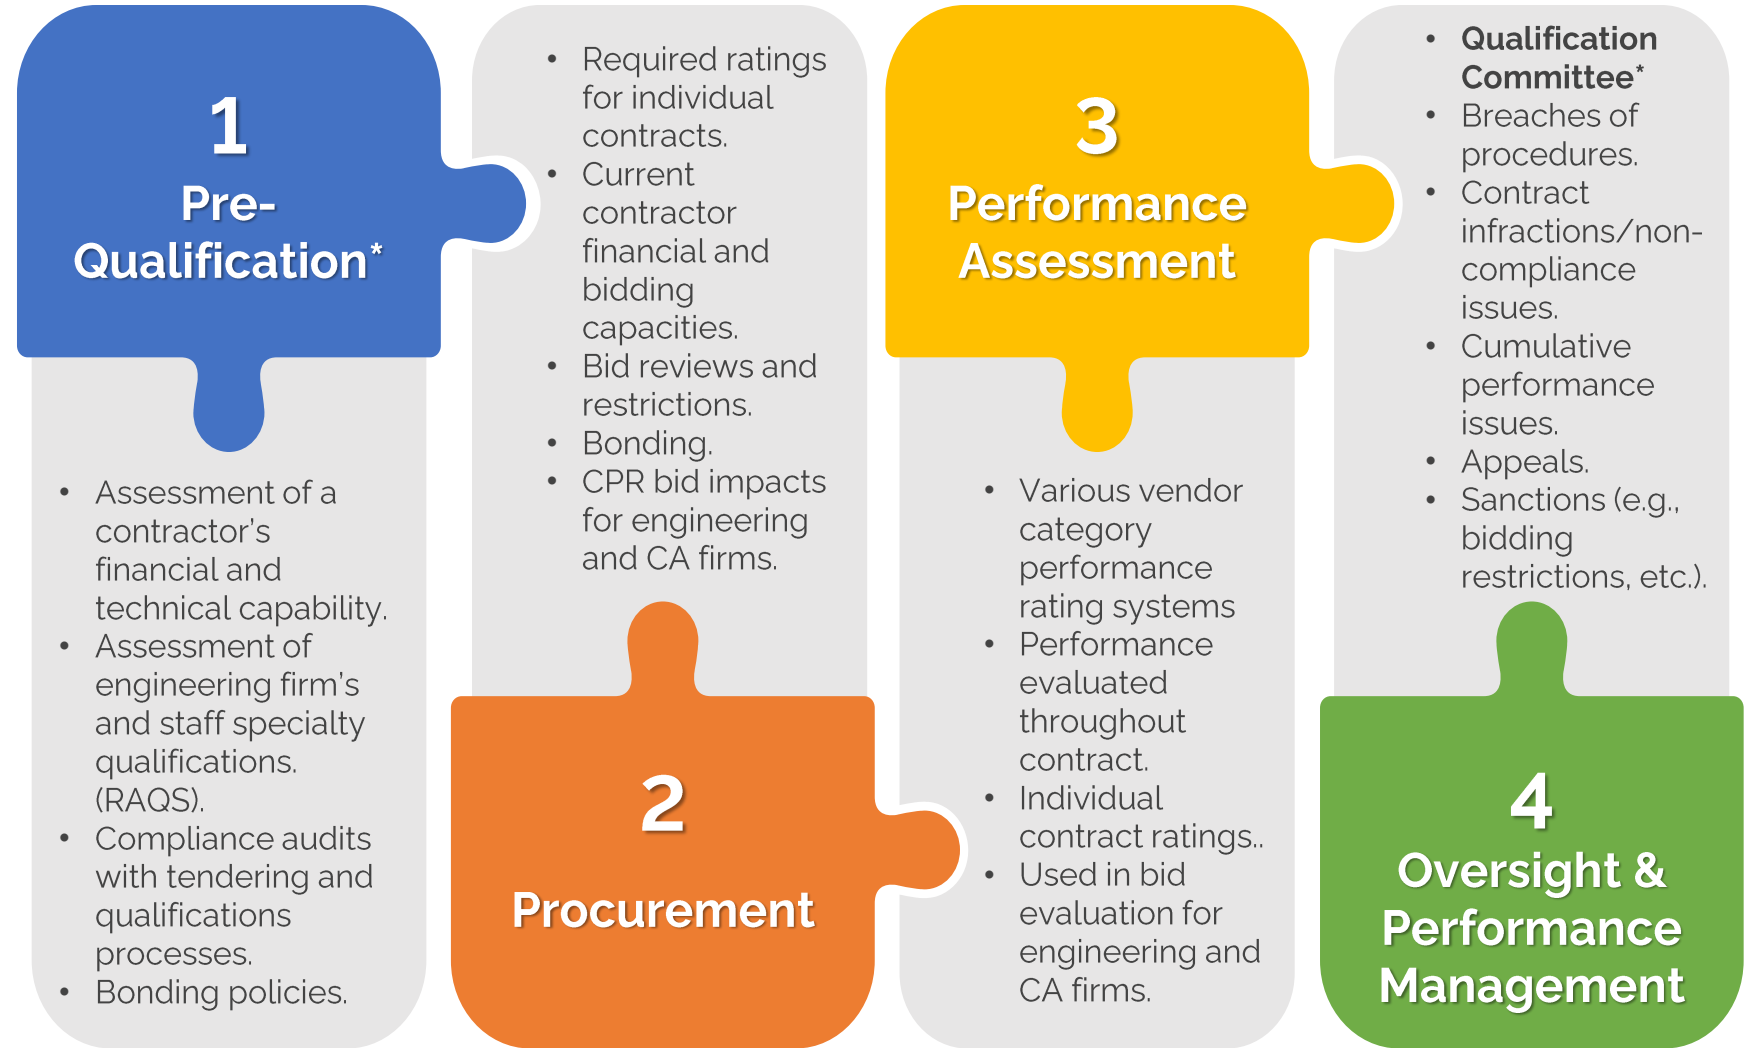 1
Pre-
Qualification*
• Assessment of a
contractor's
financial and
technical capability.
• Assessment of
engineering firm's
and staff specialty
qualifications.
(RAQS).
• Compliance audits
with tendering and
qualifications
processes.
• Bonding policies.
• Required ratings
for individual
contracts.
• Current
contractor
financial and
bidding
capacities.
• Bid reviews and
restrictions.
• Bonding.
• CPR bid impacts
for engineering
and CA firms.
2
Procurement
3
Performance
Assessment
• Various vendor
category
performance
rating systems
• Performance
evaluated
throughout
contract.
• Individual
contract ratings..
• Used in bid
evaluation for
engineering and
CA firms.
• Qualification
Committee*
• Breaches of
procedures.
• Contract
infractions/non-
compliance
issues.
• Cumulative
performance
issues.
• Appeals.
• Sanctions (e.g.,
bidding
restrictions, etc.).
4
Oversight &
Performance
Management